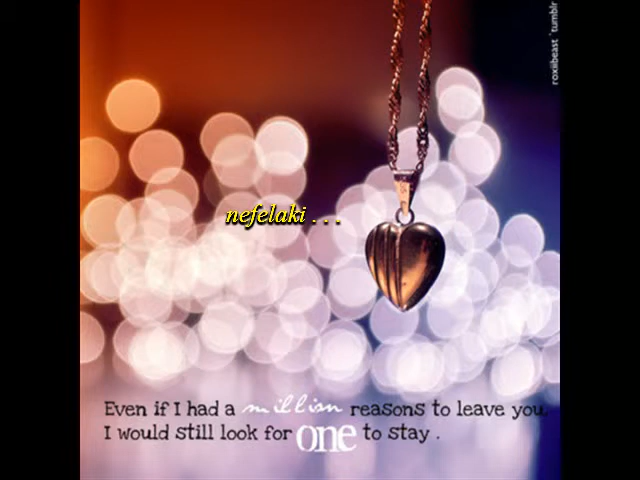 roxiibeast tumblr
nefelaki . . .
Even if I had a million reasons to leave you,
I would still look for one to stay .